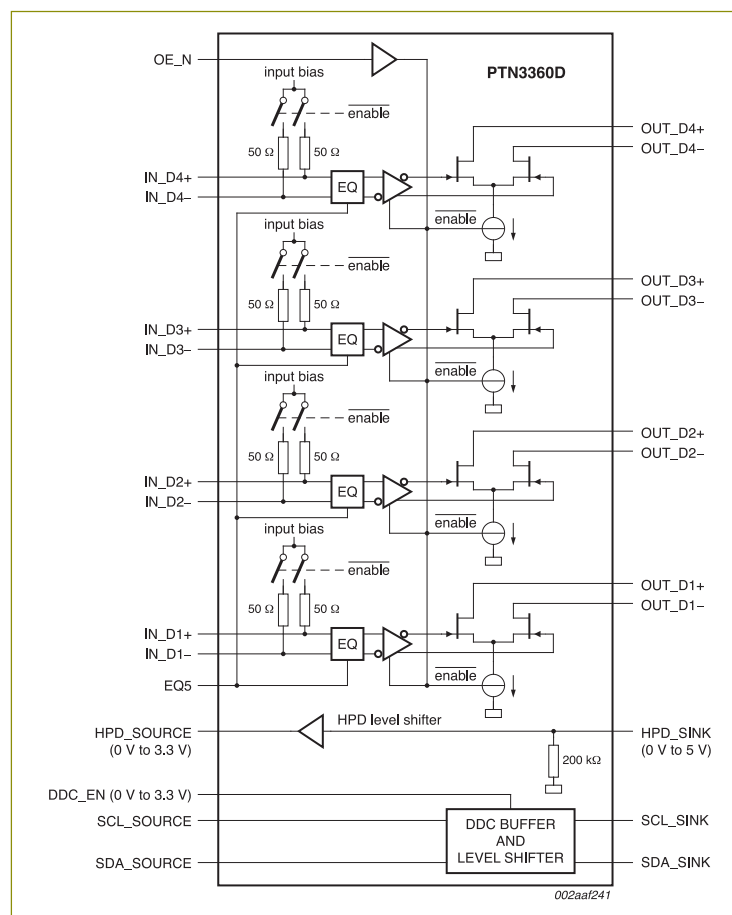 OE_N
PTN3360D
input bias
enable
50 Ω 50 Ω
OUT_D4+
OUT_D4−
IN_D4+
IN_D4−
EQ
enable
input bias
enable
50 Ω 50 Ω
OUT_D3+
OUT_D3−
IN_D3+
IN_D3−
EQ
enable
input bias
enable
50 Ω 50 Ω
OUT_D2+
OUT_D2−
IN_D2+
IN_D2−
EQ
enable
input bias
enable
50 Ω 50 Ω
OUT_D1+
OUT_D1−
IN_D1+
IN_D1−
EQ
enable
EQ5
HPD level shifter
HPD_SOURCE
(0 V to 3.3 V)
HPD_SINK
(0 V to 5 V)
200 kΩ
DDC_EN (0 V to 3.3 V)
SCL_SOURCE
SDA_SOURCE
DDC BUFFER
AND
LEVEL SHIFTER
SCL_SINK
SDA_SINK
002aaf241